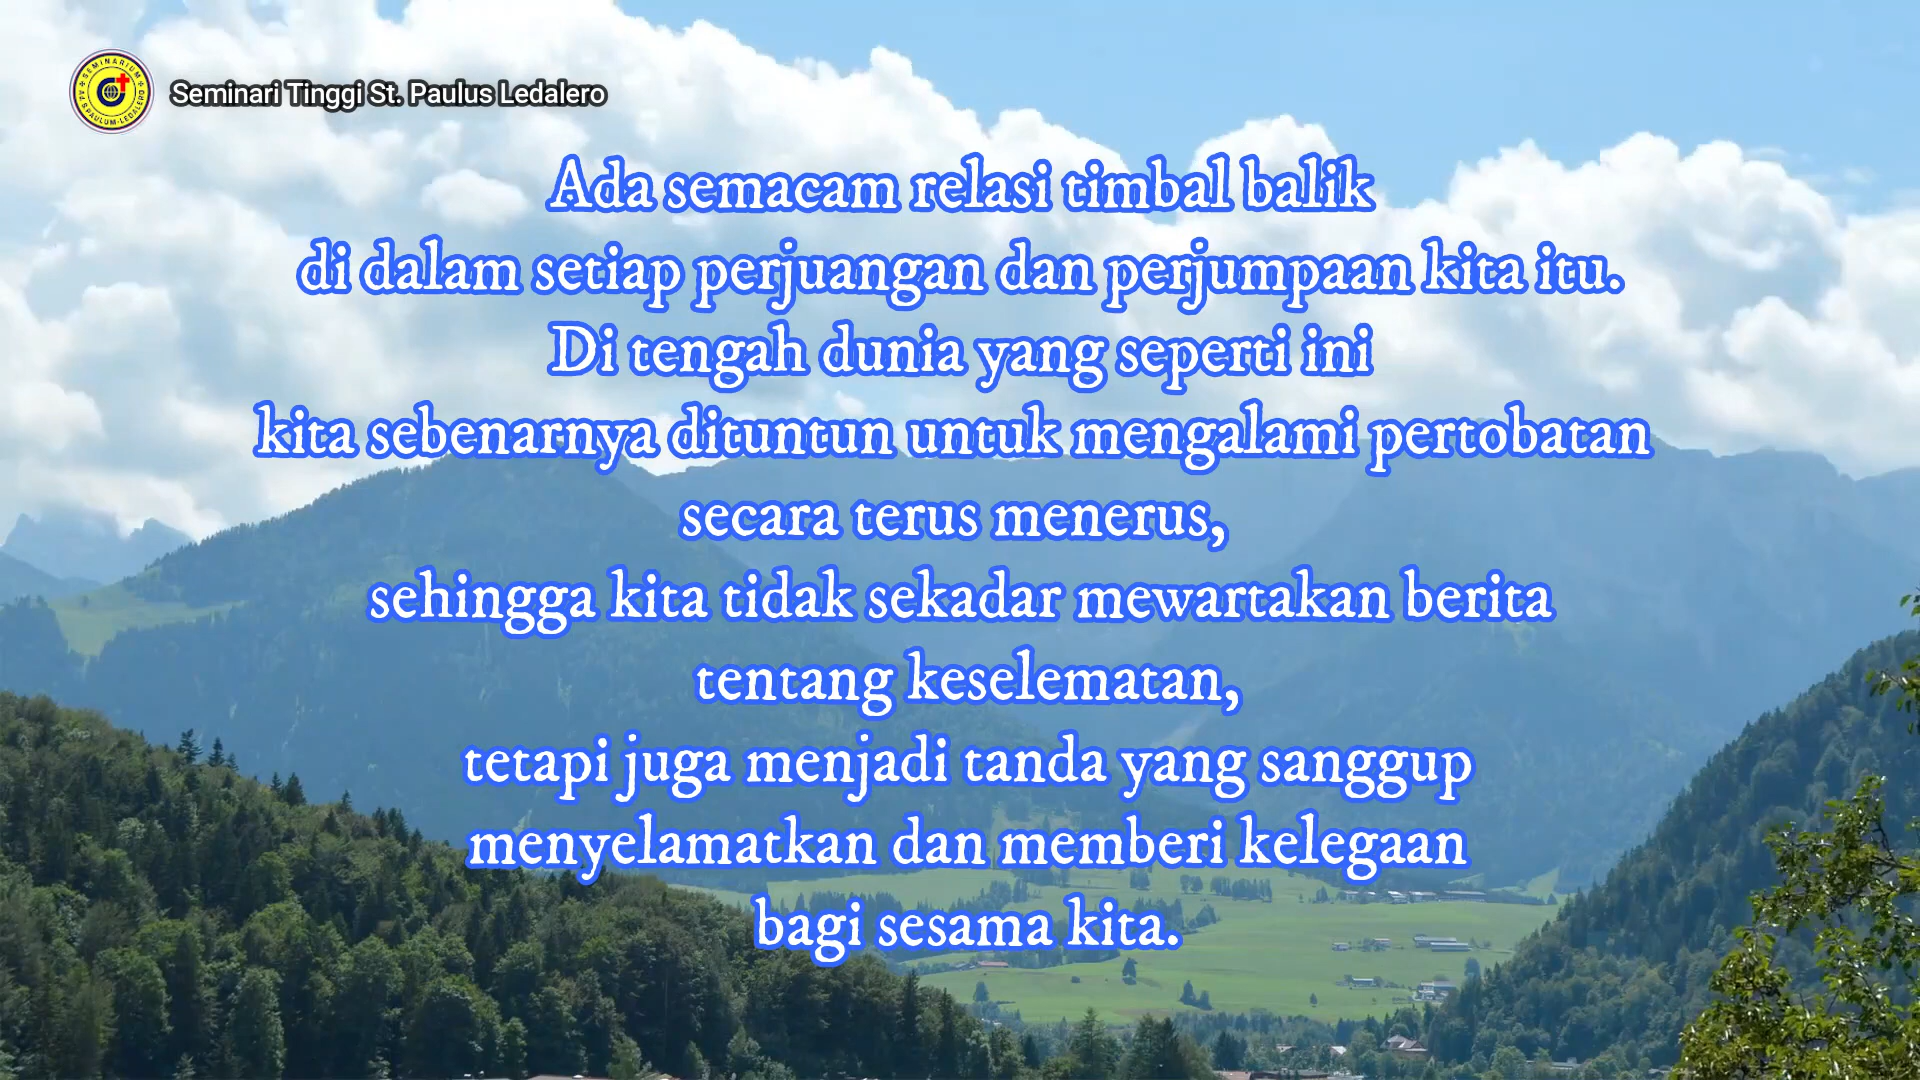 SEMINARIUM
Seminari Tinggi St. Paulus Ledalero
Ada semacam relasi timbal balik
di dalam setiap perjuangan dan perjumpaan kita itu.
Di tengah dunia yang seperti ini
kita sebenarnya dituntun untuk mengalami pertobatan
secara terus menerus,
sehingga kita tidak sekadar mewartakan berita
tentang keselematan,
tetapi juga menjadi tanda yang sanggup
menyelamatkan dan memberi kelegaan
bagi sesama kita.